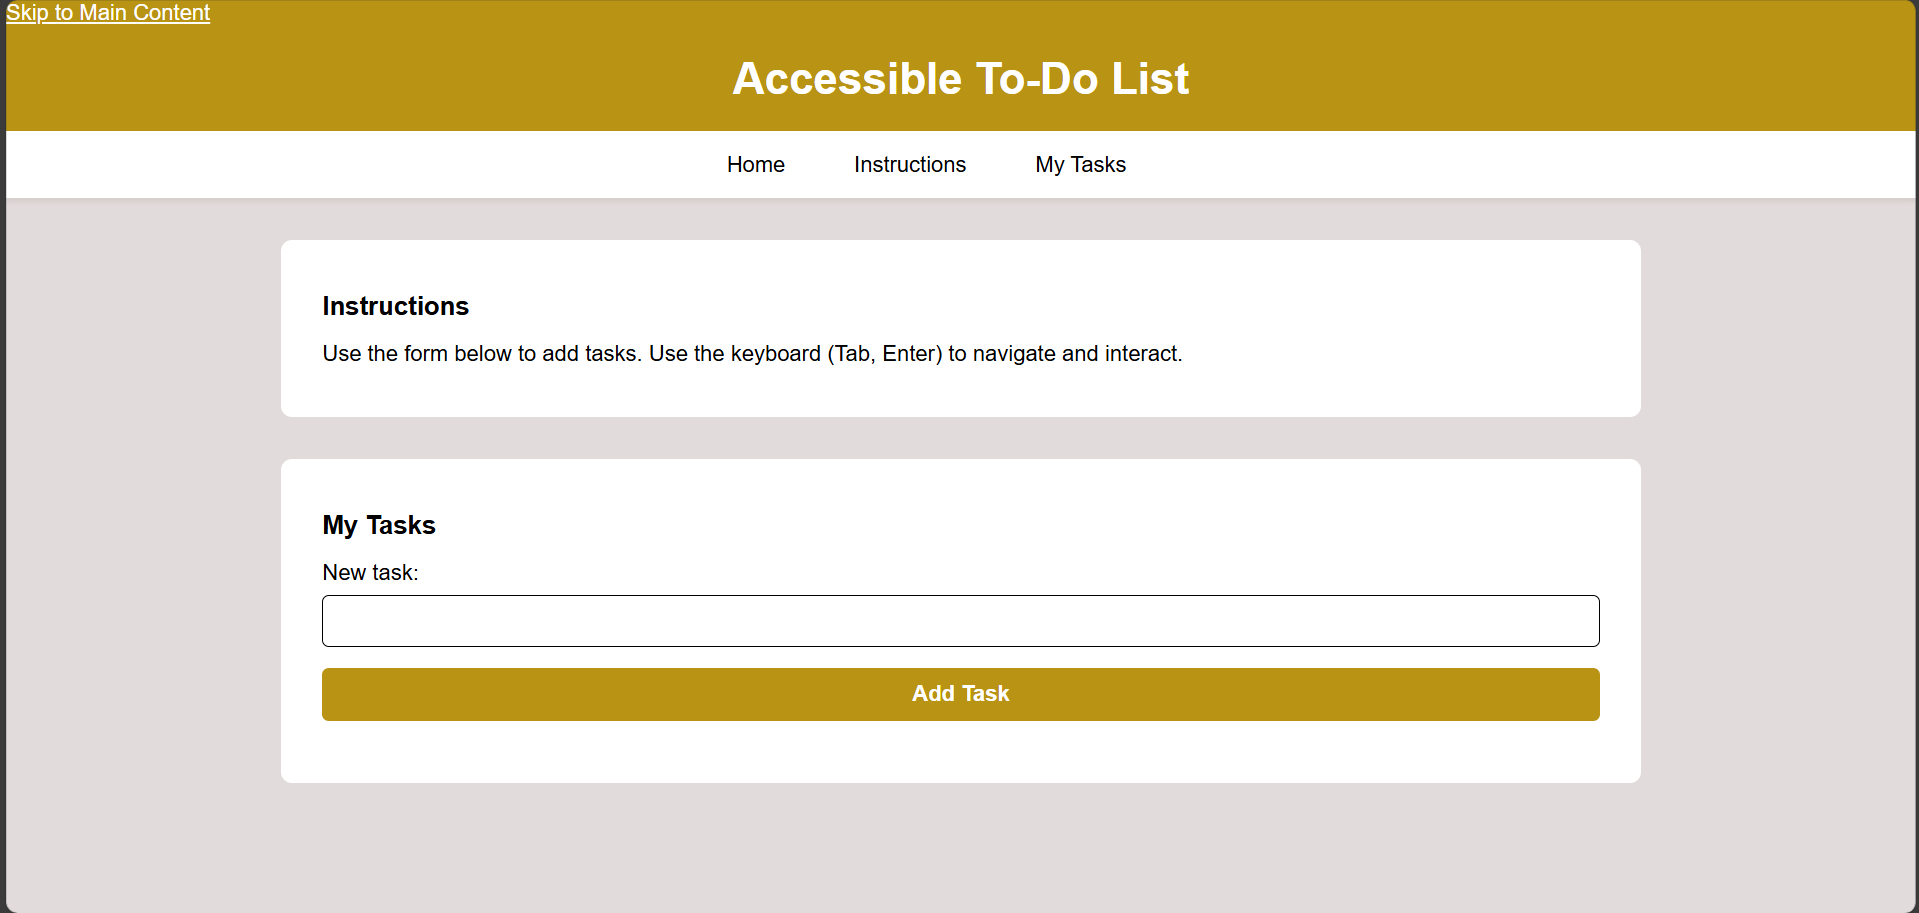 Skip to Main Content
Accessible To-Do List
Home Instructions My Tasks
Instructions
Use the form below to add tasks. Use the keyboard (Tab, Enter) to navigate and interact.
My Tasks
New task:
Add Task